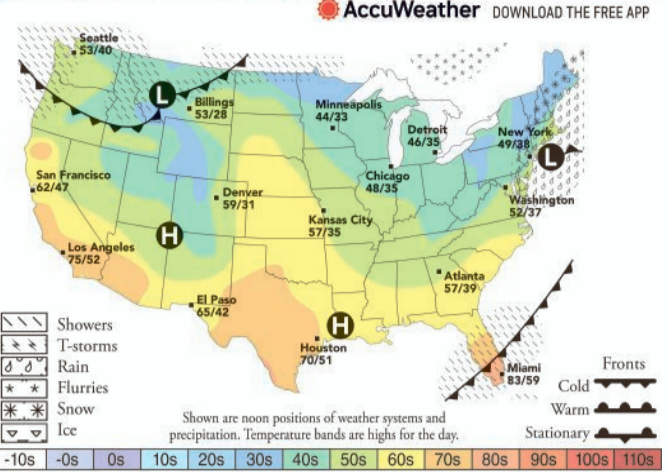 AccuWeather DOWNLOAD THE FREE APP
Seattle
53/40
L
Billings
53/28
Minneapolis
44/33
Detroit
46/35
New York
49/38
L
San Francisco
62/47
Denver
59/31
Chicago
48/35
Washington
52/37
Kansas City
57/35
H
Los Angeles
75/52
Atlanta
57/39
El Paso
65/42
H
Houston
70/51
Miami
83/59
Showers
T-storms
Rain
Flurries
Snow
Ice
Shown are noon positions of weather systems and
precipitation. Temperature bands are highs for the day.
Fronts
Cold
Warm
Stationary
-10s -0s 0s 10s 20s 30s 40s 50s 60s 70s 80s 90s 100s 110s